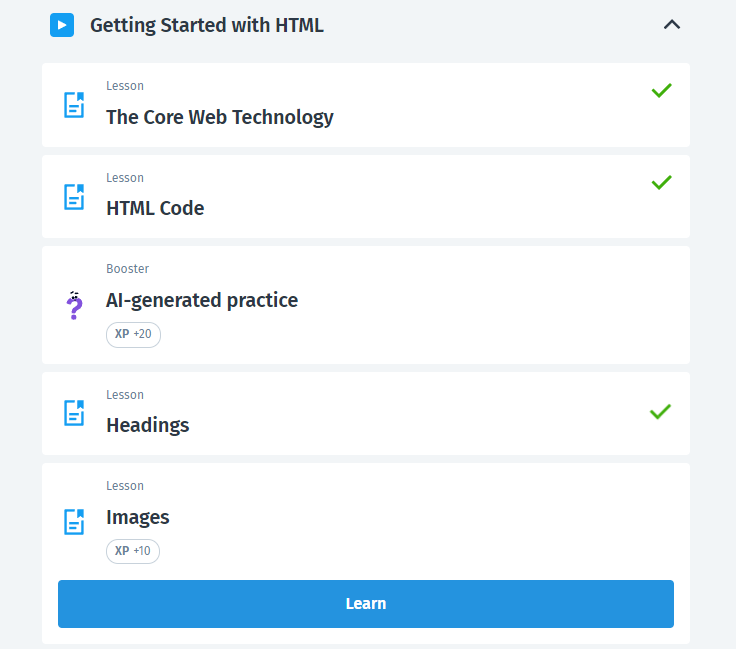 Getting Started with HTML
Lesson
The Core Web Technology
Lesson
HTML Code
Booster
AI-generated practice
XP +20
Lesson
Headings
Lesson
Images
XP +10
Learn